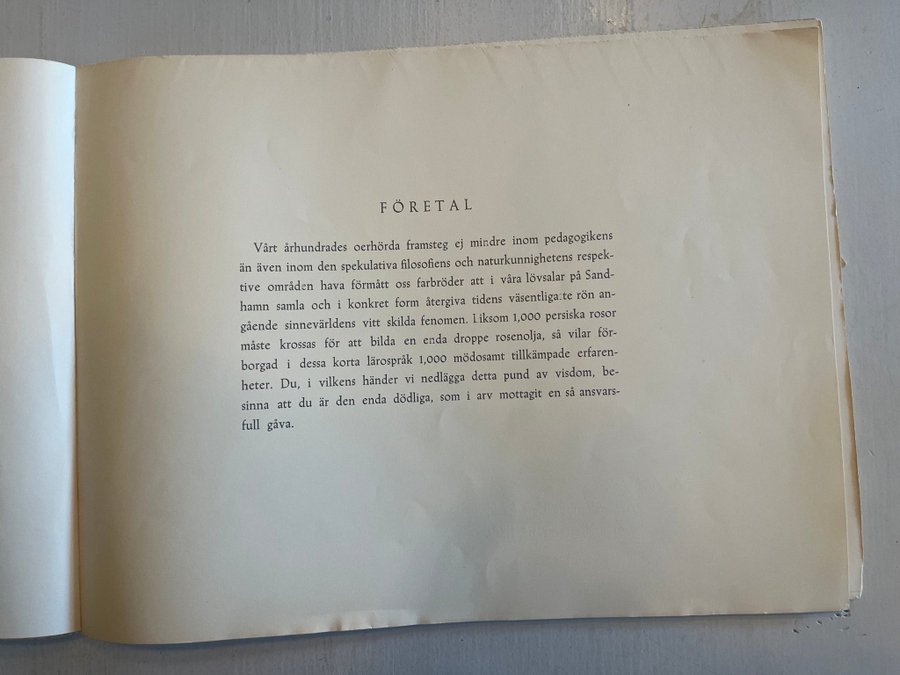 FÖRETAL
Vårt århundrades oerhörda framsteg ej mindre inom pedagogikens
än även inom den spekulativa filosofiens och naturkunnighetens respek-
tive områden hava förmått oss farbröder att i våra lövsalar på Sand-
hamn samla och i konkret form återgiva tidens väsentligaste rön an-
gående sinnevärldens vitt skilda fenomen. Liksom 1,000 persiska rosor
måste krossas för att bilda en enda droppe rosenolja, så vilar för-
borgad i dessa korta lärospråk 1,000 mödosamt tillkämpade erfaren-
heter. Du, i vilkens händer vi nedlägga detta pund av visdom, be-
sinna att du är den enda dödliga, som i arv mottagit en så ansvars-
full gåva.